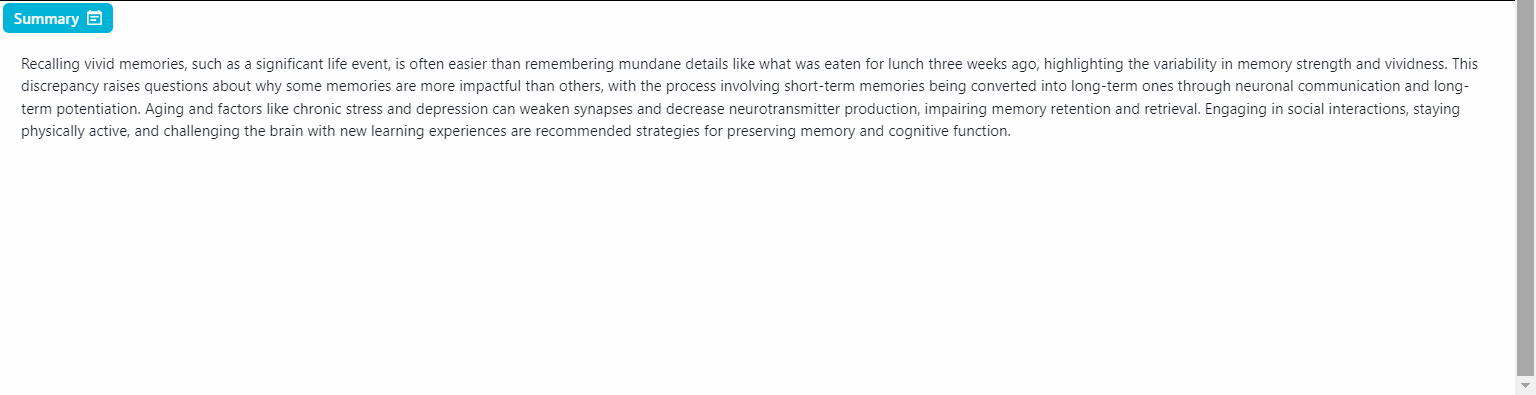 Summary
Recalling vivid memories, such as a significant life event, is often easier than remembering mundane details like what was eaten for lunch three weeks ago, highlighting the variability in memory strength and vividness. This
discrepancy raises questions about why some memories are more impactful than others, with the process involving short-term memories being converted into long-term ones through neuronal communication and long-
term potentiation. Aging and factors like chronic stress and depression can weaken synapses and decrease neurotransmitter production, impairing memory retention and retrieval. Engaging in social interactions, staying
physically active, and challenging the brain with new learning experiences are recommended strategies for preserving memory and cognitive function.